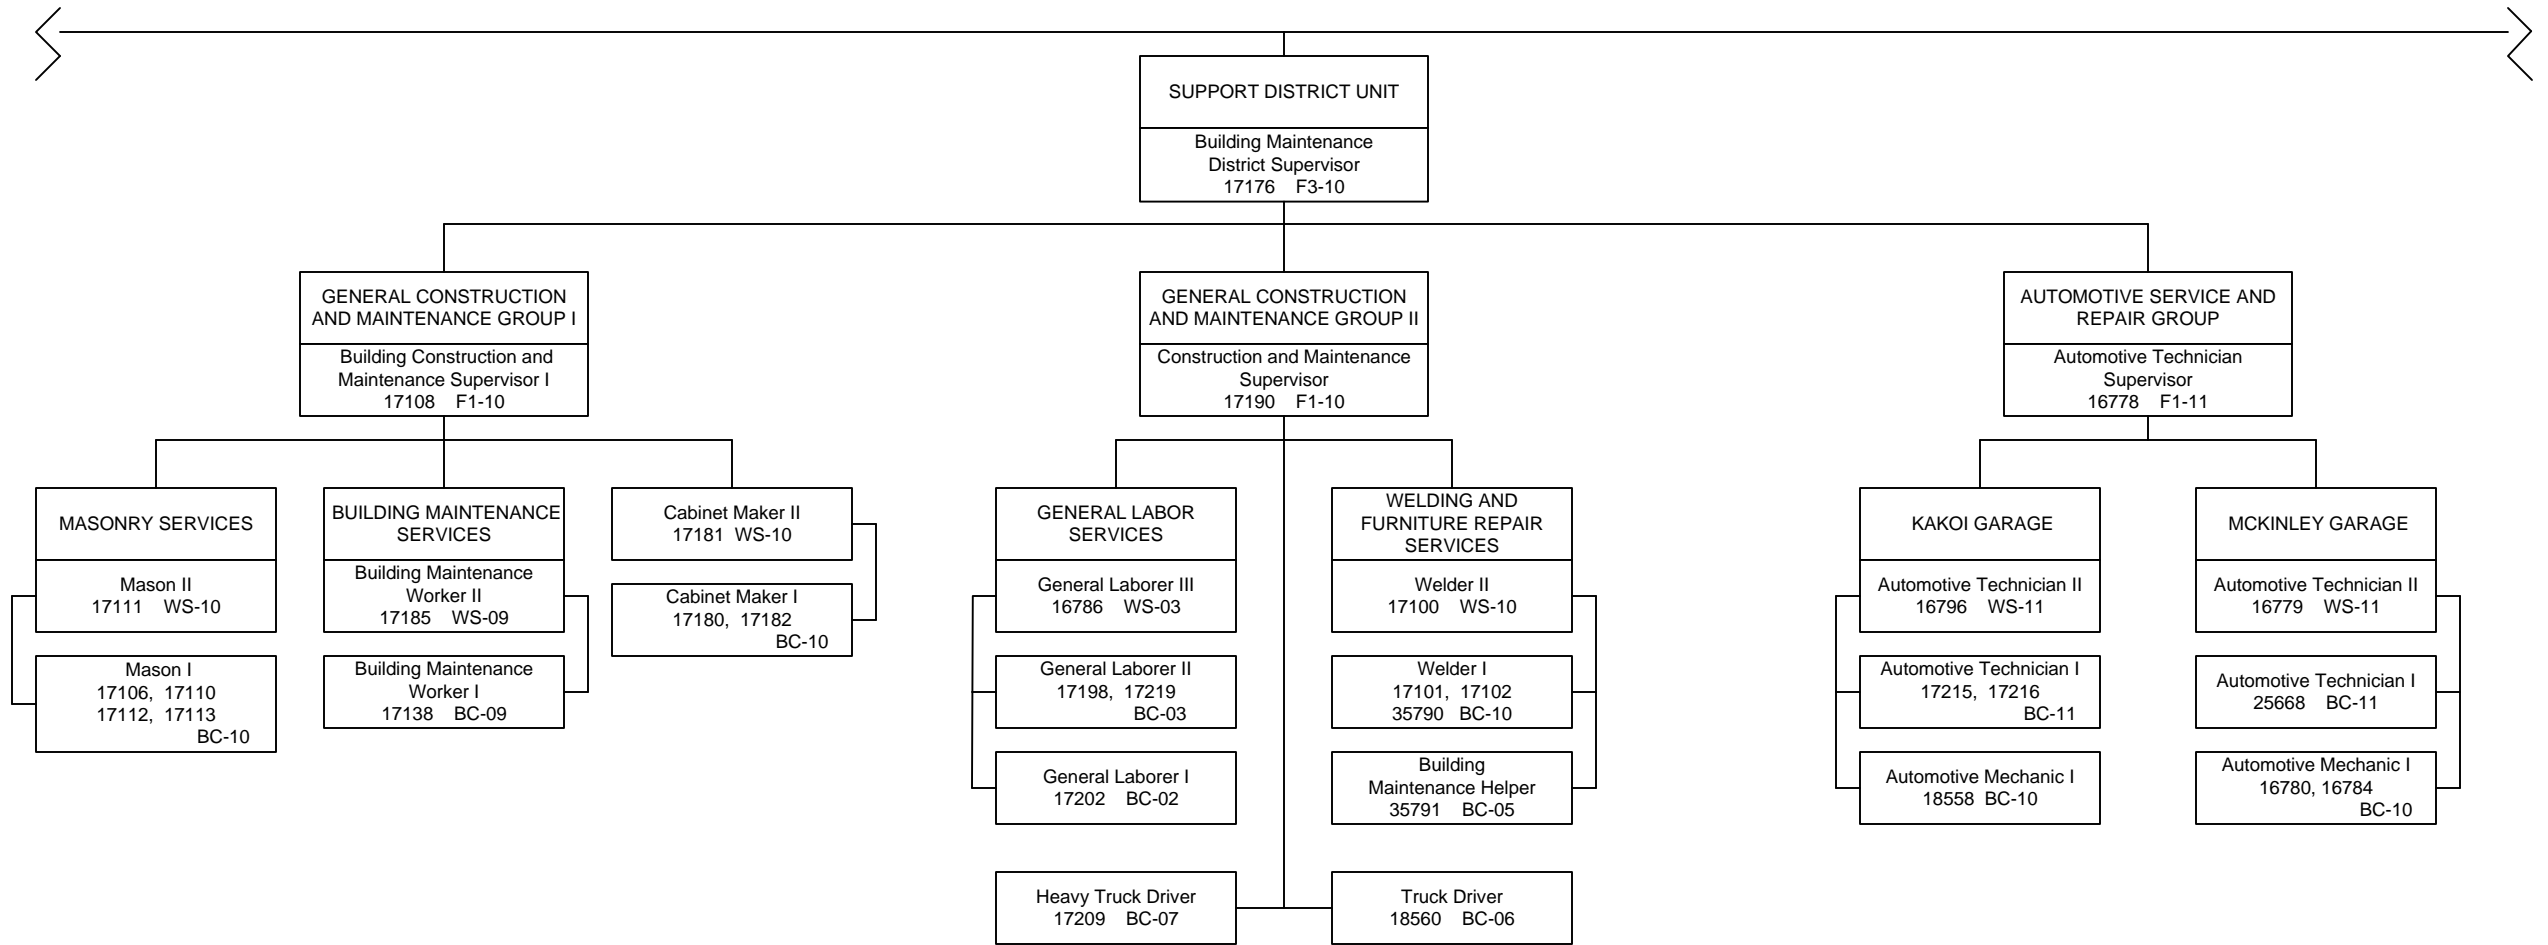 SUPPORT DISTRICT UNIT
Building Maintenance
District Supervisor
17176 F3-10
GENERAL CONSTRUCTION
AND MAINTENANCE GROUP I
Building Construction and
Maintenance Supervisor I
17108 F1-10
GENERAL CONSTRUCTION
AND MAINTENANCE GROUP II
Construction and Maintenance
Supervisor
17190 F1-10
AUTOMOTIVE SERVICE AND
REPAIR GROUP
Automotive Technician
Supervisor
16778 F1-11
MASONRY SERVICES
Mason II
17111 WS-10
Mason I
17106, 17110
17112, 17113
BC-10
BUILDING MAINTENANCE
SERVICES
Building Maintenance
Worker II
17185 WS-09
Building Maintenance
Worker I
17138 BC-09
Cabinet Maker II
17181 WS-10
Cabinet Maker I
17180, 17182
BC-10
GENERAL LABOR
SERVICES
General Laborer III
16786 WS-03
General Laborer II
17198, 17219
BC-03
General Laborer I
17202 BC-02
WELDING AND
FURNITURE REPAIR
SERVICES
Welder II
17100 WS-10
Welder I
17101, 17102
35790 BC-10
Building
Maintenance Helper
35791 BC-05
Heavy Truck Driver
17209 BC-07
Truck Driver
18560 BC-06
KAKOI GARAGE
Automotive Technician II
16796 WS-11
Automotive Technician I
17215, 17216
BC-11
Automotive Mechanic I
18558 BC-10
MCKINLEY GARAGE
Automotive Technician II
16779 WS-11
Automotive Technician I
25668 BC-11
Automotive Mechanic I
16780, 16784
BC-10